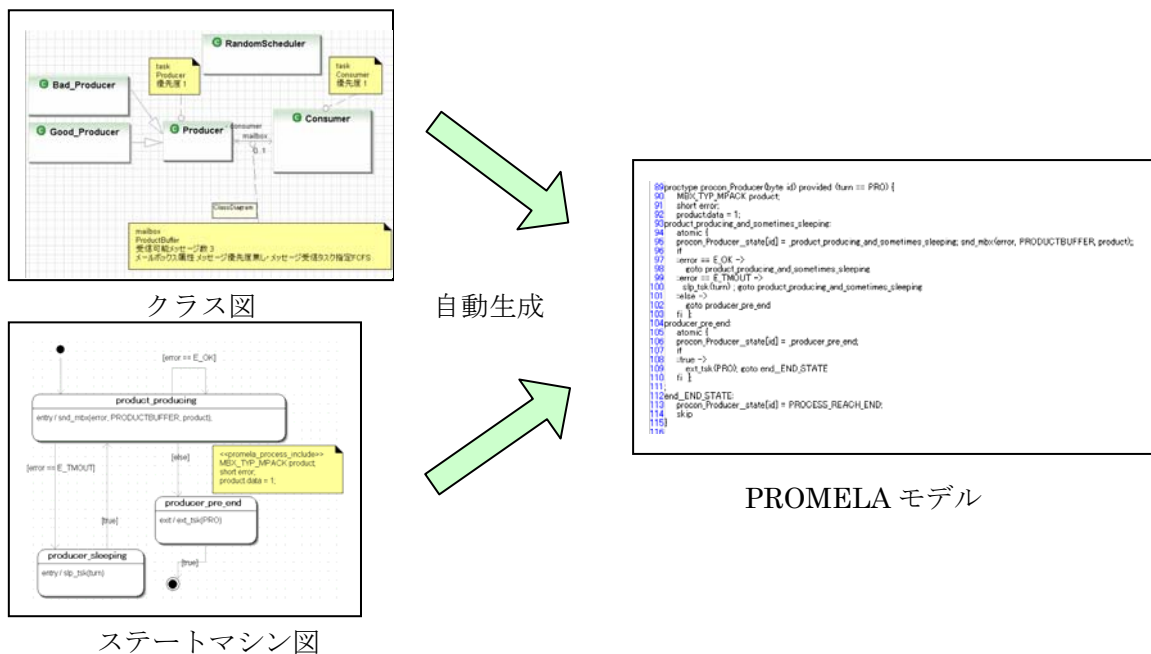 RandomScheduler
task
Producer
優先度 1
task
Consumer
優先度 1
Bad_Producer
Good_Producer
Producer
consumer
mailbox
0..1
Consumer
ClassDiagram
mailbox
ProductBuffer
受信可能メッセージ数 3
メールボックス属性 メッセージ優先度無し・メッセージ受信タスク指定FCFS
クラス図
自動生成
[error == E_OK]
product_producing
entry / snd_mbx(error, PRODUCTBUFFER, product);
[error == E_TMOUT]
[else]
<<promela_process_include>>
MBX_TYP_MPACK product;
short error;
product.data = 1;
[true]
producer_pre_end
exit / ext_tsk(PRO)
producer_sleeping
entry / slp_tsk(turn)
[true]
ステートマシン図
89proctype procon_Producer(byte id) provided (turn == PRO) {
90 MBX_TYP_MPACK product;
91 short error;
92 product.data = 1;
93product_producing_and_sometimes_sleeping:
94 atomic {
95 procon_Producer__state[id] = _product_producing_and_sometimes_sleeping; snd_mbx(error, PRODUCTBUFFER, product);
96 if
97 ::error == E_OK ->
98 goto product_producing_and_sometimes_sleeping
99 ::error == E_TMOUT ->
100 slp_tsk(turn) ; goto product_producing_and_sometimes_sleeping
101 ::else ->
102 goto producer_pre_end
103 fi };
104producer_pre_end:
105 atomic {
106 procon_Producer__state[id] = _producer_pre_end;
107 if
108 ::true ->
109 ext_tsk(PRO); goto end__END_STATE
110 fi }
111;
112end__END_STATE:
113 procon_Producer__state[id] = PROCESS_REACH_END;
114 skip
115}
116
PROMELA モデル